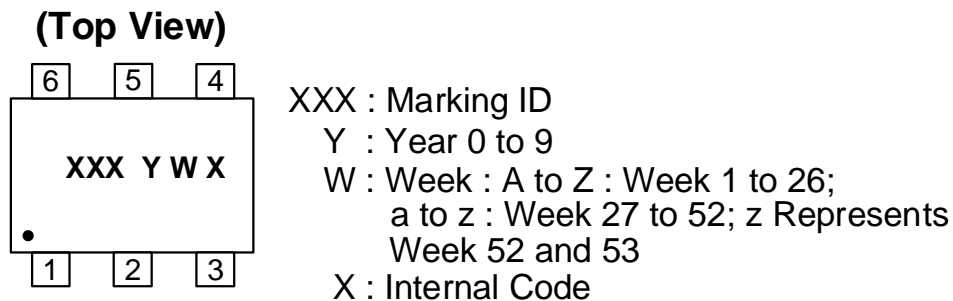 (Top View)
6 5 4
XXX Y W X
1 2 3
XXX : Marking ID
Y : Year 0 to 9
W : Week : A to Z : Week 1 to 26;
a to z : Week 27 to 52; z Represents
Week 52 and 53
X : Internal Code